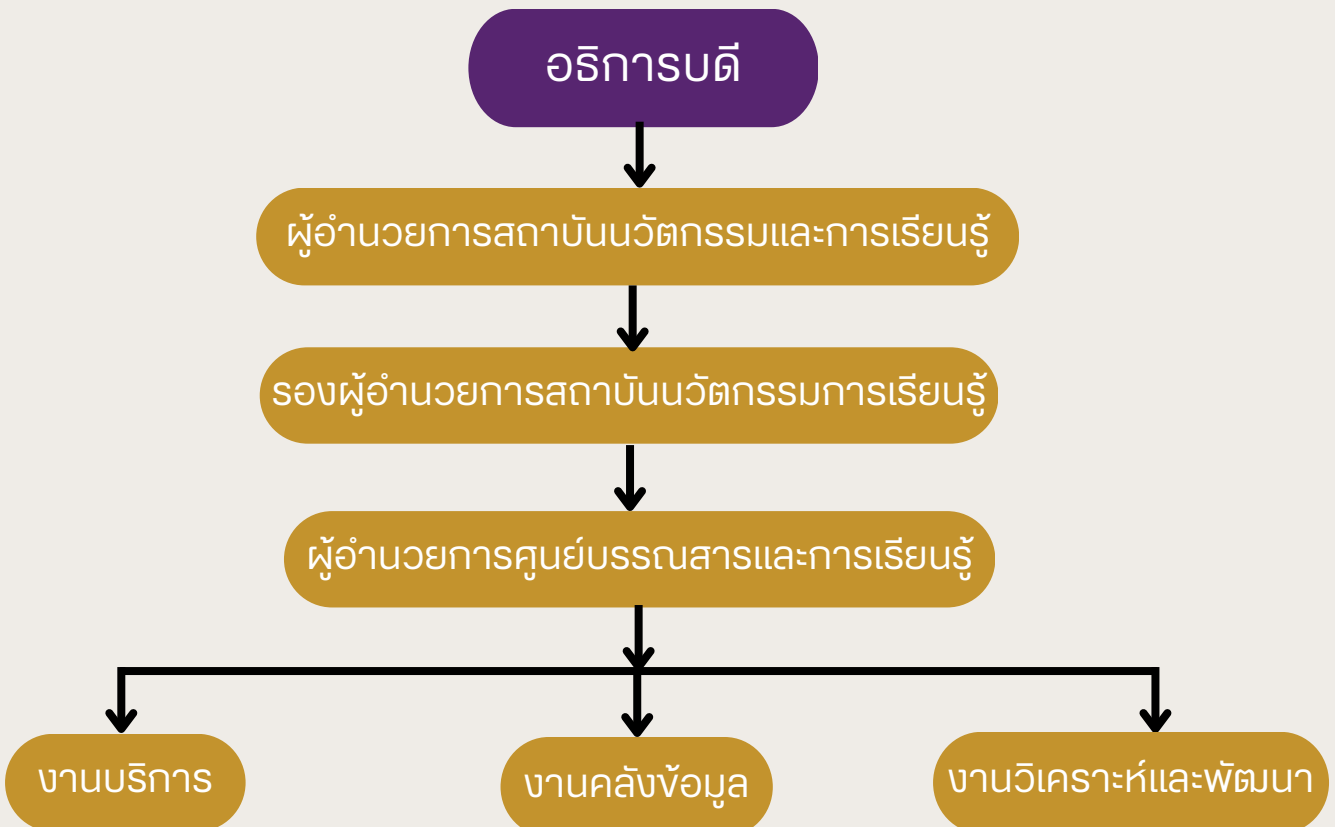 อธิการบดี
ผู้อำนวยการสถาบันนวัตกรรมและการเรียนรู้
รองผู้อำนวยการสถาบันนวัตกรรมการเรียนรู้
ผู้อำนวยการศูนย์บรรณสารและการเรียนรู้
งานบริการ
งานคลังข้อมูล
งานวิเคราะห์และพัฒนา